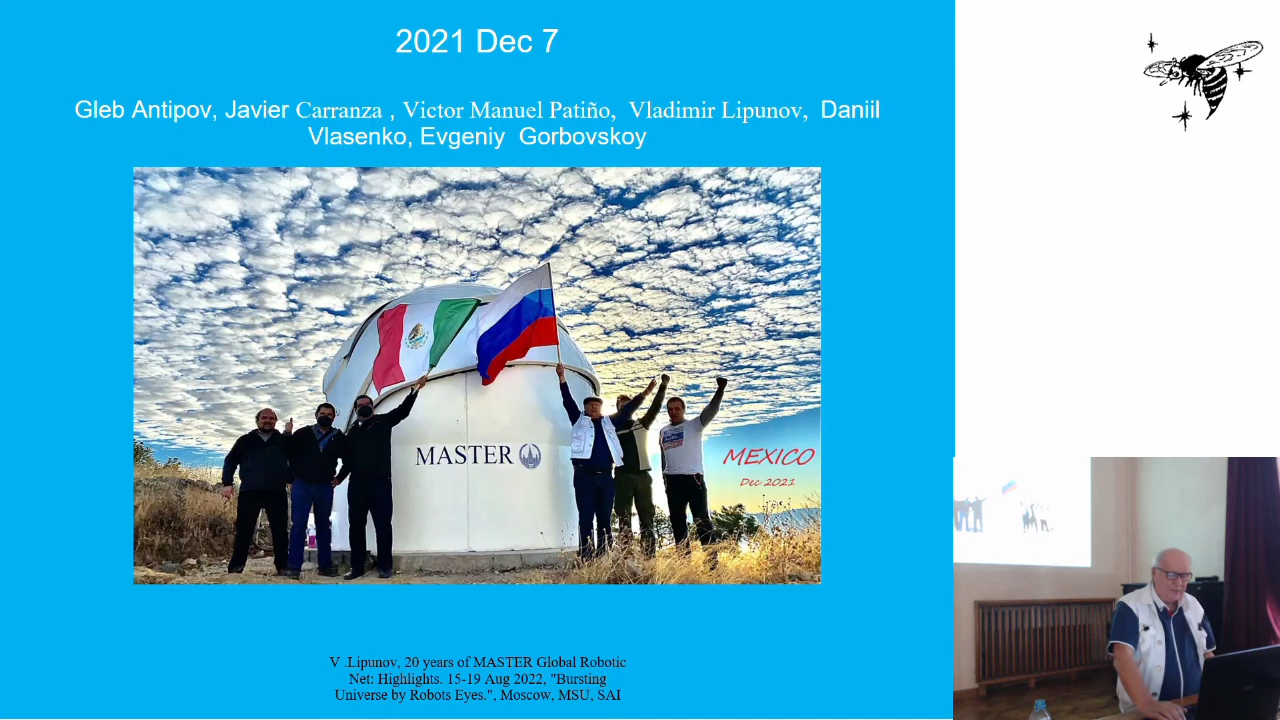 2021 Dec 7
Gleb Antipov, Javier Carranza , Victor Manuel Patiño, Vladimir Lipunov, Daniil
Vlasenko, Evgeniy Gorbovskoy
MASTER
MEXICO
Dec 2021
V .Lipunov, 20 years of MASTER Global Robotic
Net: Highlights. 15-19 Aug 2022, "Bursting
Universe by Robots Eyes.", Moscow, MSU, SAI